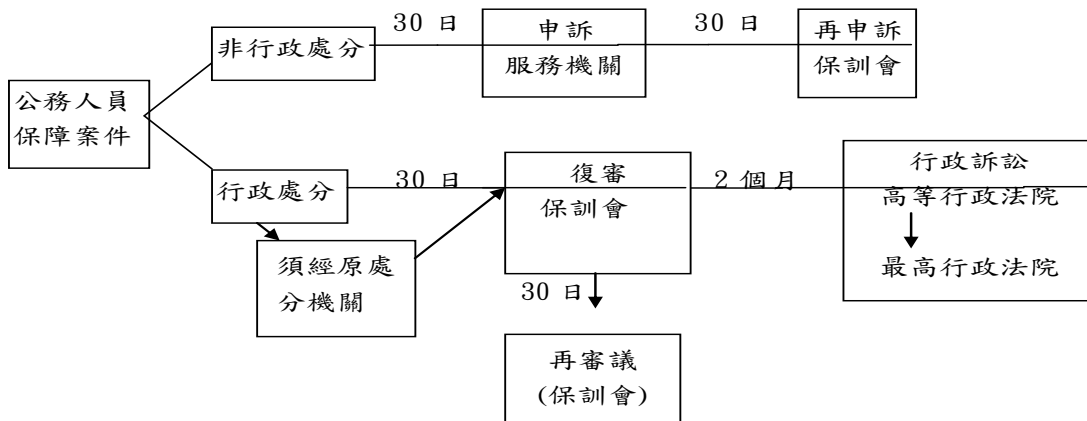 30 日
30 日
非行政處分
申訴
服務機關
再申訴
保訓會
公務人員
保障案件
行政處分
30 日
復審
保訓會
2 個月
行政訴訟
高等行政法院
最高行政法院
須經原處
分機關
30 日
再審議
(保訓會)